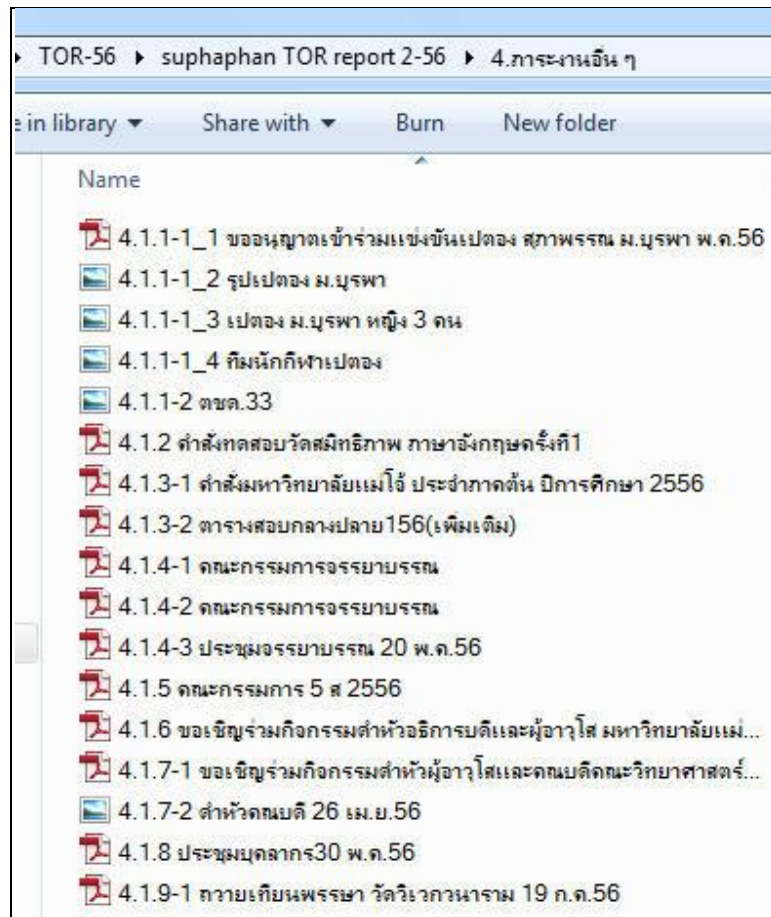 TOR-56 ▸ suphaphan TOR report 2-56 ▸ 4.ภาระงานอื่น ๆ
e in library Share with Burn New folder
Name
4.1.1-1_1 ขออนุญาตเข้าร่วมแข่งขันเปตอง สุภาพรรณ ม.บูรพา พ.ค.56
4.1.1-1_2 รูปเปตอง ม.บูรพา
4.1.1-1_3 เปตอง ม.บูรพา หญิง 3 คน
4.1.1-1_4 ทีมนักกีฬาเปตอง
4.1.1-2 ตชด.33
4.1.2 คำสั่งทดสอบวัดสมิทธิภาพ ภาษาอังกฤษครั้งที่1
4.1.3-1 คำสั่งมหาวิทยาลัยแม่โจ้ ประจำภาคต้น ปีการศึกษา 2556
4.1.3-2 ตารางสอบกลางปลาย156(เพิ่มเติม)
4.1.4-1 คณะกรรมการจรรยาบรรณ
4.1.4-2 คณะกรรมการจรรยาบรรณ
4.1.4-3 ประชุมจรรยาบรรณ 20 พ.ค.56
4.1.5 คณะกรรมการ 5 ส 2556
4.1.6 ขอเชิญร่วมกิจกรรมดำหัวอธิการบดีและผู้อาวุโส มหาวิทยาลัยแม่...
4.1.7-1 ขอเชิญร่วมกิจกรรมดำหัวผู้อาวุโสและคณบดีคณะวิทยาศาสตร์...
4.1.7-2 ดำหัวคณบดี 26 เม.ย.56
4.1.8 ประชุมบุคลากร30 พ.ค.56
4.1.9-1 ถวายเทียนพรรษา วัดวิเวกวนาราม 19 ก.ค.56